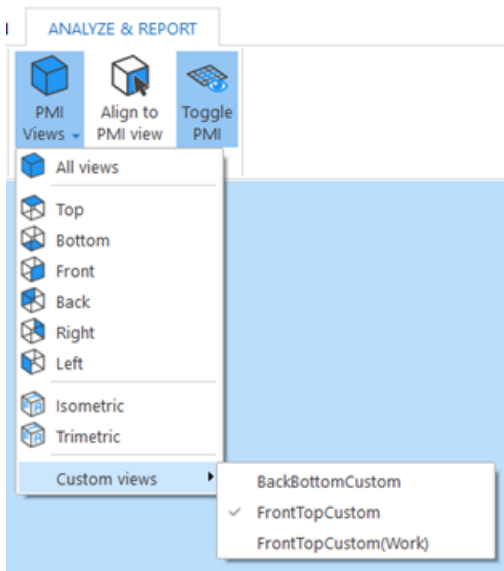 ANALYZE & REPORT
PMI
Views
Align to
PMI view
Toggle
PMI
All views
Top
Bottom
Front
Back
Right
Left
Isometric
Trimetric
Custom views
BackBottomCustom
FrontTopCustom
FrontTopCustom(Work)